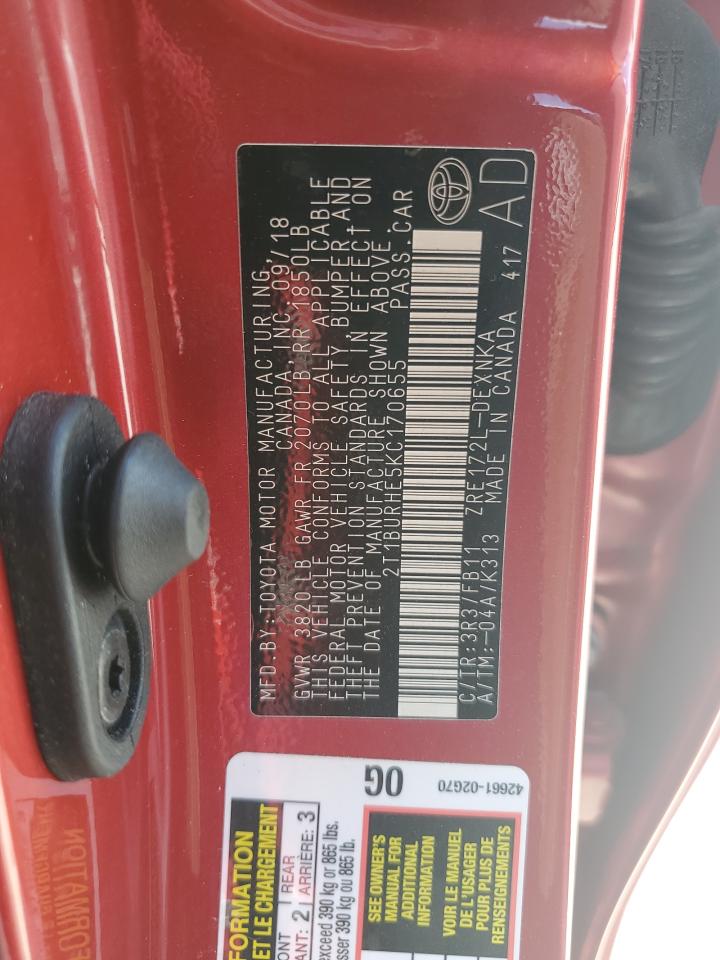 MFD.BY:TOYOTA MOTOR MANUFACTURING,
CANADA, INC. 09/18
GVWR 3820LB GAWR FR 2070LB RR 1850LB
THIS VEHICLE CONFORMS TO ALL APPLICABLE
FEDERAL MOTOR VEHICLE SAFETY, BUMPER, AND
THEFT PREVENTION STANDARDS IN EFFECT ON
THE DATE OF MANUFACTURE SHOWN ABOVE.
2T1BURHE5KC170655 PASS.CAR
C/TR:3R3/FB11 ZRE172L-DEXNKA
A/TM:-04A/K313 MADE IN CANADA 417
AD
FORMATION
ET LE CHARGEMENT
ONT 2 REAR 3
ANT: ARRIÈRE:
exceed 390 kg or 865 lbs.
sser 390 kg ou 865 lb.
SEE OWNER'S
MANUAL FOR
ADDITIONAL
INFORMATION
VOIR LE MANUEL
DE L'USAGER
POUR PLUS DE
RENSEIGNEMENTS
0G
42661-02G70